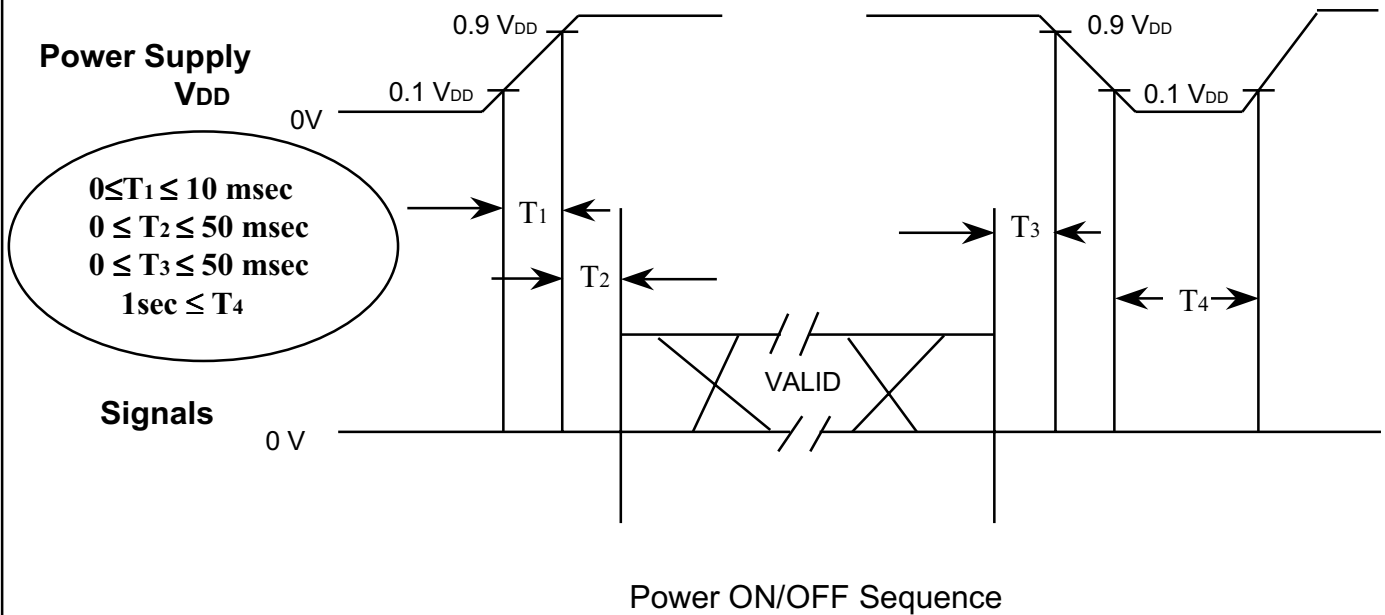 0.9 VDD
0.9 VDD
Power Supply
VDD
0.1 VDD
0.1 VDD
0V
0≤T1 ≤ 10 msec
0 ≤ T2 ≤ 50 msec
0 ≤ T3 ≤ 50 msec
1sec ≤ T4
T1
T3
T2
T4
VALID
Signals
0 V
Power ON/OFF Sequence